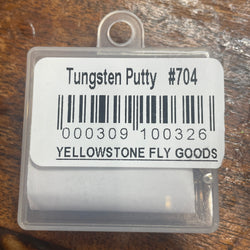 Tungsten Putty #704
000309 100326
YELLOWSTONE FLY GOODS